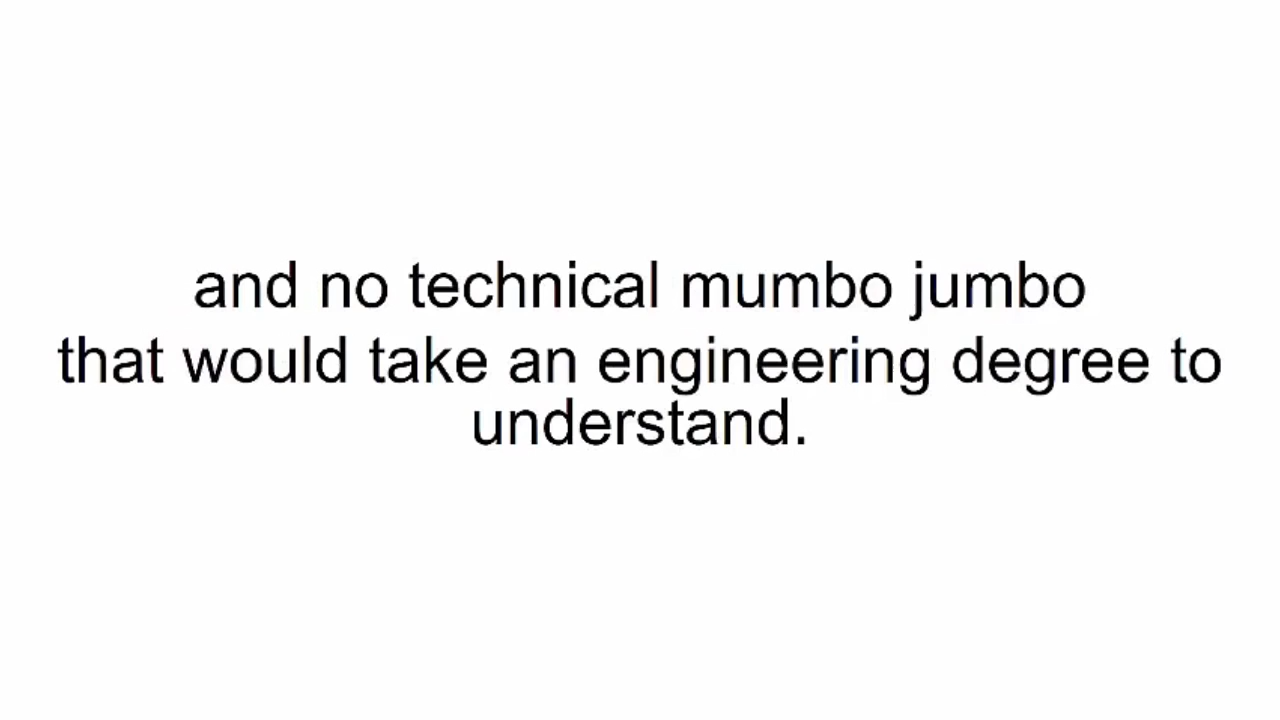 and no technical mumbo jumbo
that would take an engineering degree to
understand.